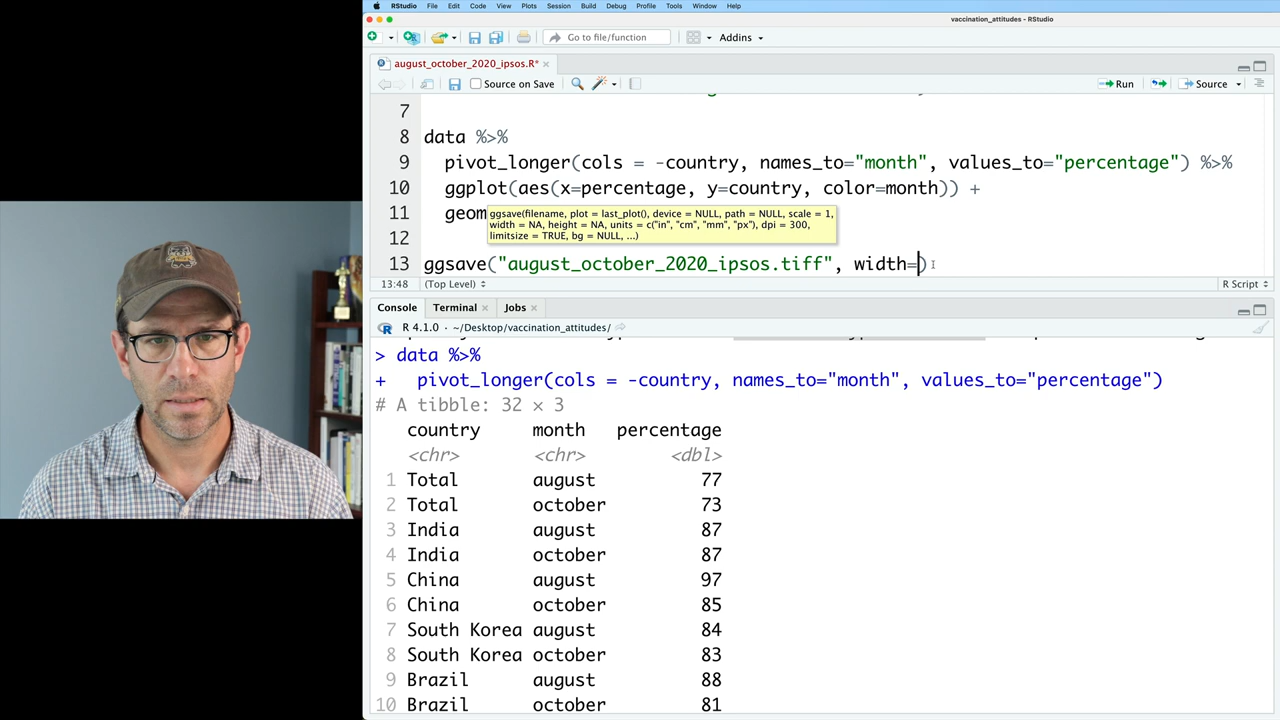 RStudio File Edit Code View Plots Session Build Debug Profile Tools Window Help
vaccination_attitudes - RStudio
Go to file/function Addins
august_october_2020_ipsos.R*
Source on Save Run Source
7
8 data %>%
9 pivot_longer(cols = -country, names_to="month", values_to="percentage") %>%
10 ggplot(aes(x=percentage, y=country, color=month)) +
11 geom
ggsave(filename, plot = last_plot(), device = NULL, path = NULL, scale = 1,
width = NA, height = NA, units = c("in", "cm", "mm", "px"), dpi = 300,
limitsize = TRUE, bg = NULL, ...)
12
13 ggsave("august_october_2020_ipsos.tiff", width=)
13:48 (Top Level) R Script
Console Terminal Jobs
R 4.1.0 · ~/Desktop/vaccination_attitudes/
> data %>%
+ pivot_longer(cols = -country, names_to="month", values_to="percentage")
# A tibble: 32 × 3
country month percentage
<chr> <chr> <dbl>
1 Total august 77
2 Total october 73
3 India august 87
4 India october 87
5 China august 97
6 China october 85
7 South Korea august 84
8 South Korea october 83
9 Brazil august 88
10 Brazil october 81